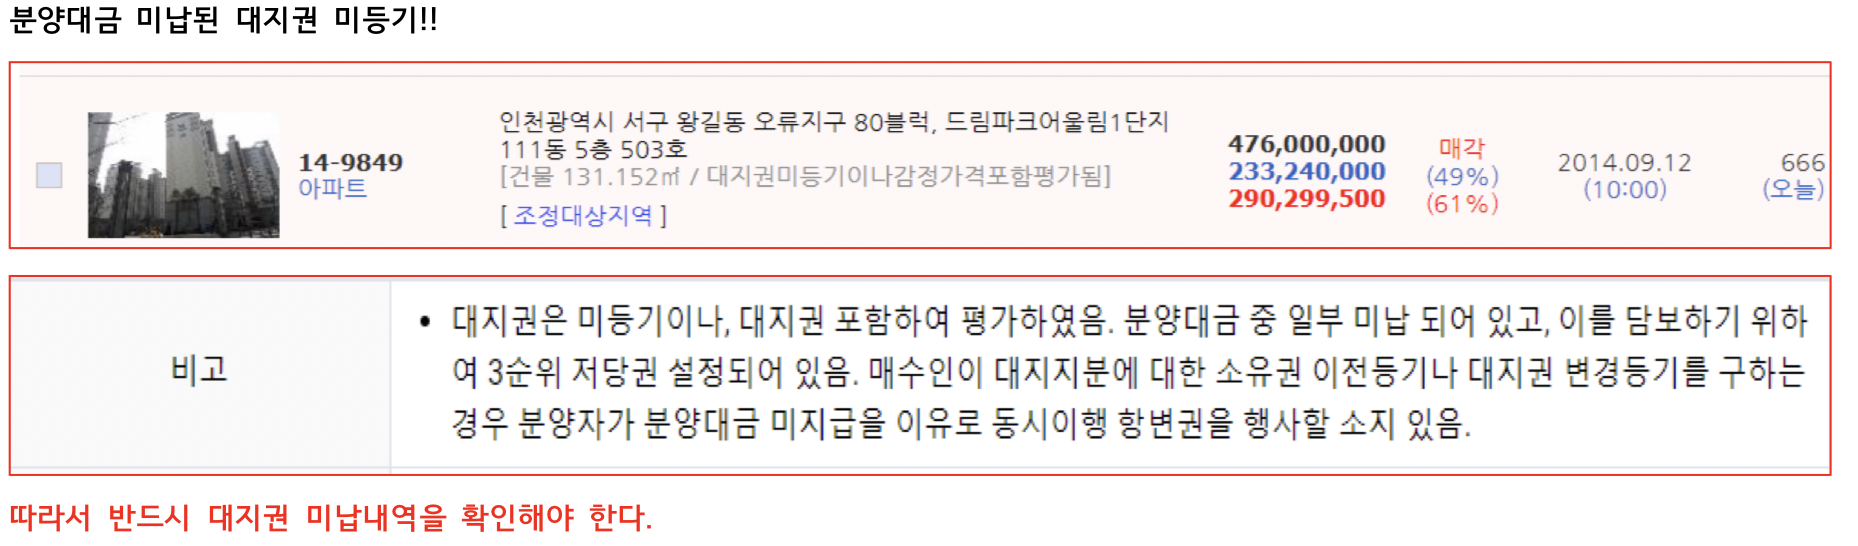 분양대금 미납된 대지권 미등기!!
14-9849
아파트
인천광역시 서구 왕길동 오류지구 80블럭, 드림파크어울림1단지
111동 5층 503호
[건물 131.152㎡ / 대지권미등기이나감정가격포함평가됨]
[ 조정대상지역 ]
476,000,000
233,240,000
290,299,500
매각
(49%)
(61%)
2014.09.12
(10:00)
666
(오늘)
비고
• 대지권은 미등기이나, 대지권 포함하여 평가하였음. 분양대금 중 일부 미납 되어 있고, 이를 담보하기 위하
여 3순위 저당권 설정되어 있음. 매수인이 대지지분에 대한 소유권 이전등기나 대지권 변경등기를 구하는
경우 분양자가 분양대금 미지급을 이유로 동시이행 항변권을 행사할 소지 있음.
따라서 반드시 대지권 미납내역을 확인해야 한다.